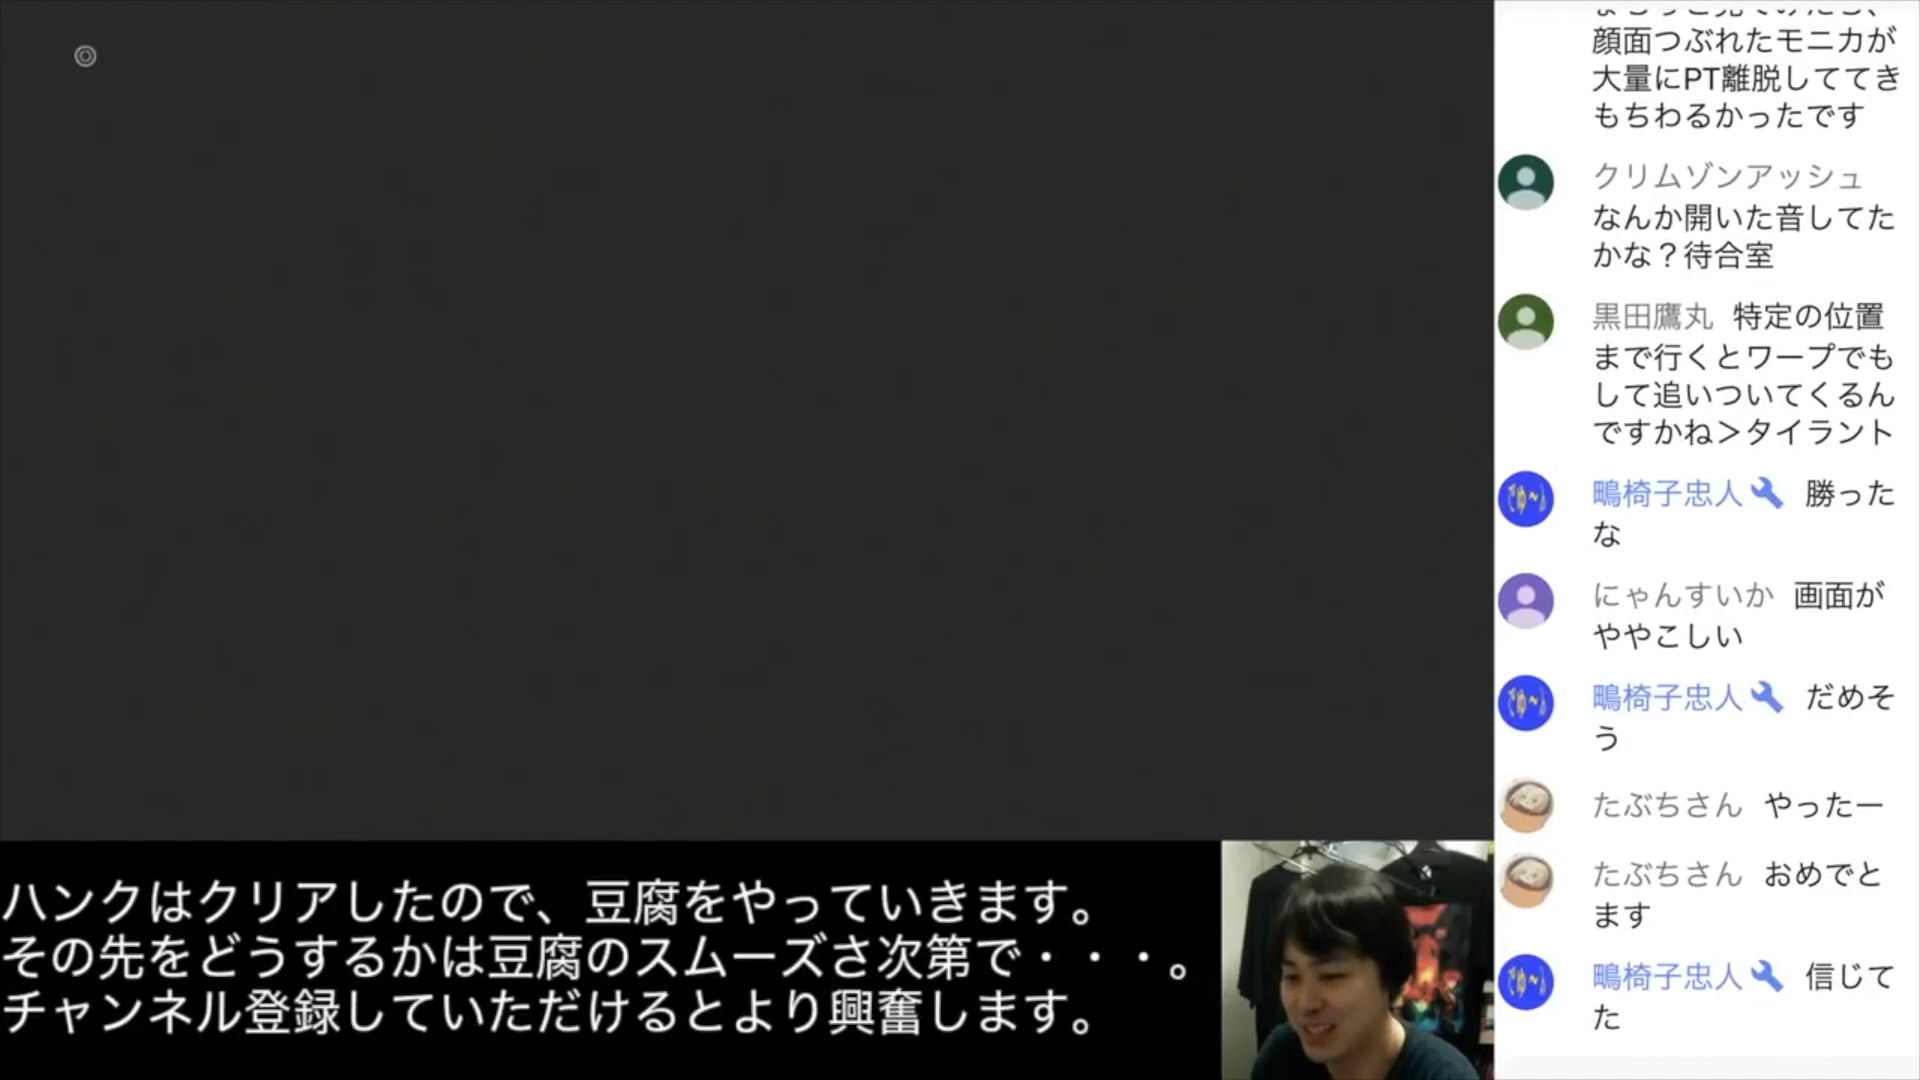 顔面つぶれたモニカが
大量にPT離脱しててき
もちわるかったです
クリムゾンアッシュ
なんか開いた音してた
かな？待合室
黒田鷹丸 特定の位置
まで行くとワープでも
して追いついてくるん
ですかね＞タイラント
鴫椅子忠人 勝った
な
にゃんすいか 画面が
ややこしい
鴫椅子忠人 だめそ
う
たぶちさん やったー
たぶちさん おめでと
ます
鴫椅子忠人 信じて
た
ハンクはクリアしたので、豆腐をやっていきます。
その先をどうするかは豆腐のスムーズさ次第で・・・。
チャンネル登録していただけるとより興奮します。